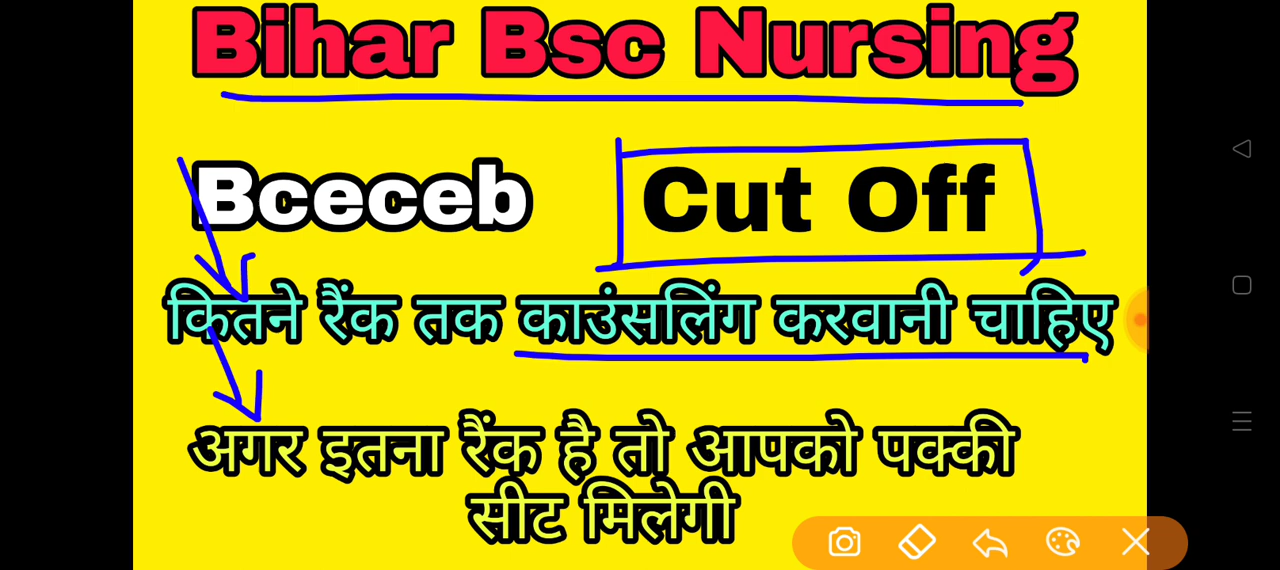 Bihar Bsc Nursing
Bceceb Cut Off
कितने रैंक तक काउंसलिंग करवानी चाहिए
अगर इतना रैंक है तो आपको पक्की
सीट मिलेगी